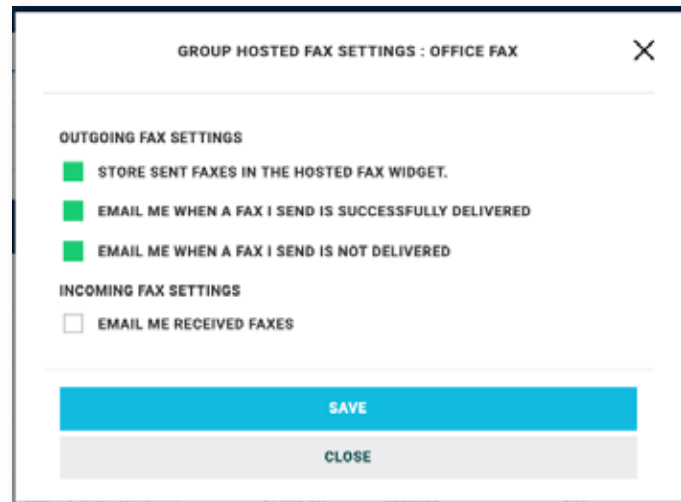 GROUP HOSTED FAX SETTINGS : OFFICE FAX
OUTGOING FAX SETTINGS
STORE SENT FAXES IN THE HOSTED FAX WIDGET.
EMAIL ME WHEN A FAX I SEND IS SUCCESSFULLY DELIVERED
EMAIL ME WHEN A FAX I SEND IS NOT DELIVERED
INCOMING FAX SETTINGS
EMAIL ME RECEIVED FAXES
SAVE
CLOSE